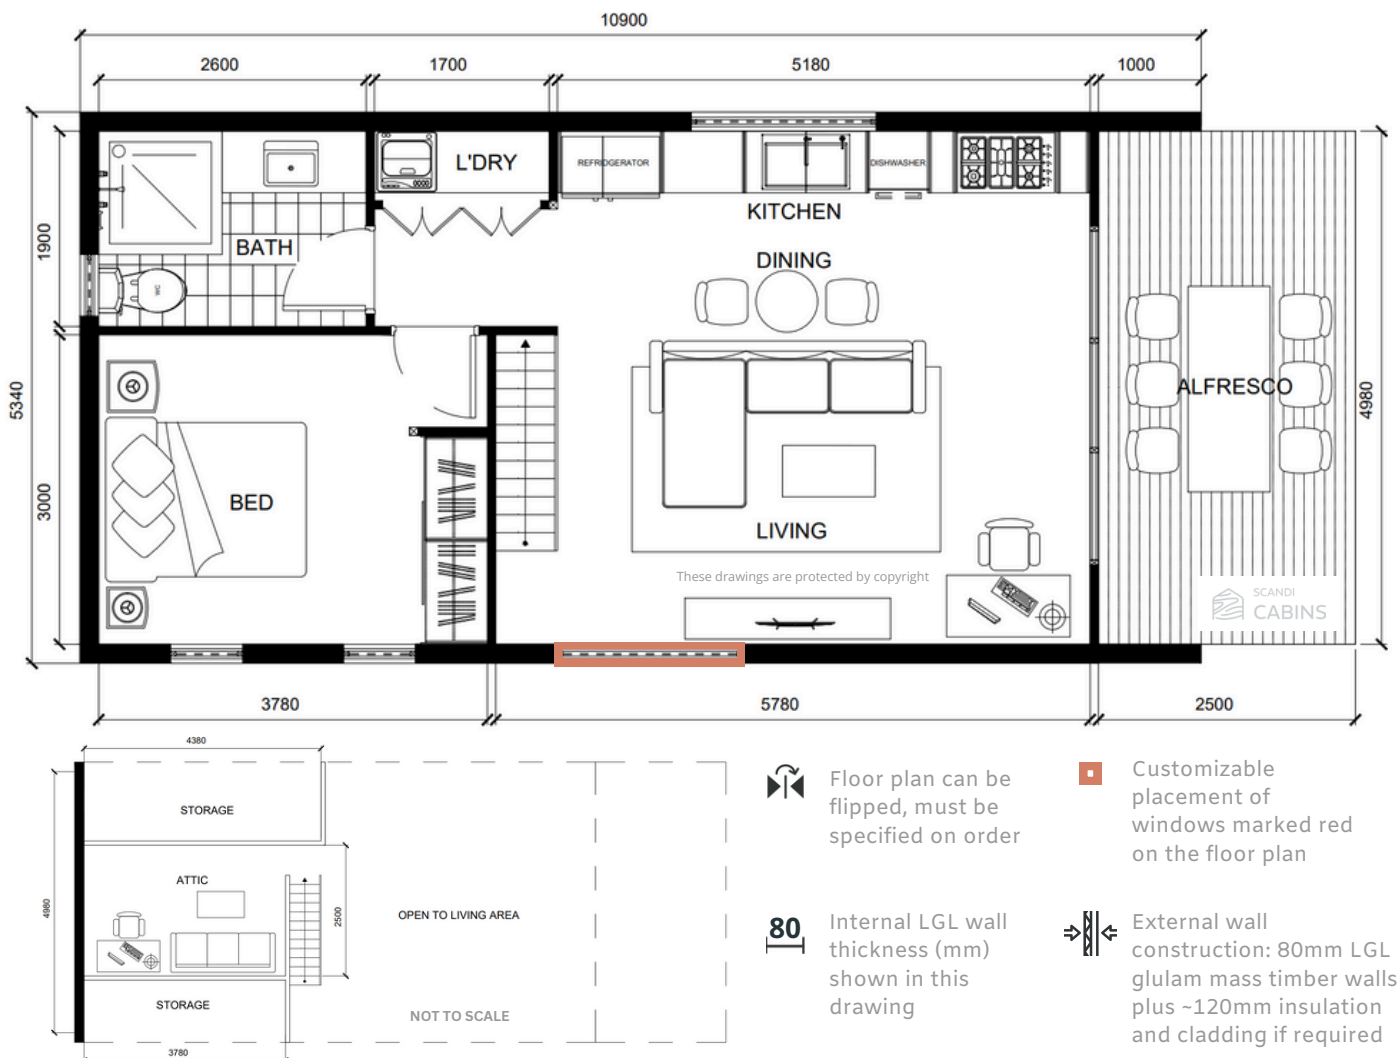 10900
2600
1700
5180
1000
L'DRY
REFRIDGERATOR
DISHWASHER
KITCHEN
BATH
DINING
WC
1900
5340
3000
4980
ALFRESCO
BED
LIVING
These drawings are protected by copyright
SCANDI
CABINS
3780
5780
2500
4380
STORAGE
ATTIC
4980
2500
OPEN TO LIVING AREA
STORAGE
NOT TO SCALE
3780
Floor plan can be
flipped, must be
specified on order
Customizable
placement of
windows marked red
on the floor plan
80
Internal LGL wall
thickness (mm)
shown in this
drawing
External wall
construction: 80mm LGL
glulam mass timber walls
plus ~120mm insulation
and cladding if required